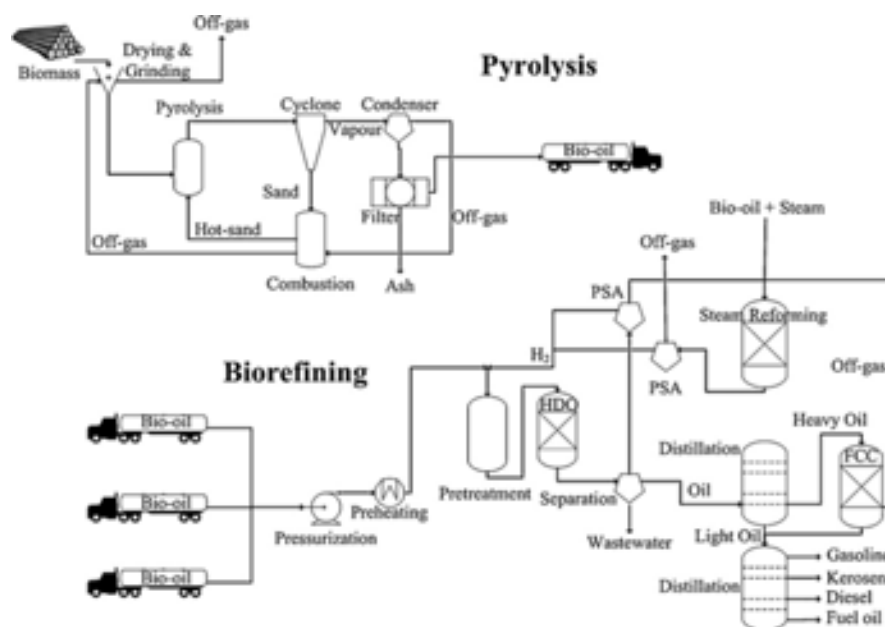 Off-gas
Drying &
Grinding
Biomass
Pyrolysis
Pyrolysis
Cyclone
Condenser
Vapour
Bio-oil
Sand
Filter
Off-gas
Hot-sand
Off-gas
Combustion
Ash
Bio-oil + Steam
Off-gas
PSA
Steam Reforming
H₂
PSA
Off-gas
Biorefining
Bio-oil
Bio-oil
Bio-oil
Pressurization
Preheating
Pretreatment
HDO
Separation
Wastewater
Oil
Distillation
Heavy Oil
FCC
Light Oil
Distillation
Gasoline
Kerosen
Diesel
Fuel oil